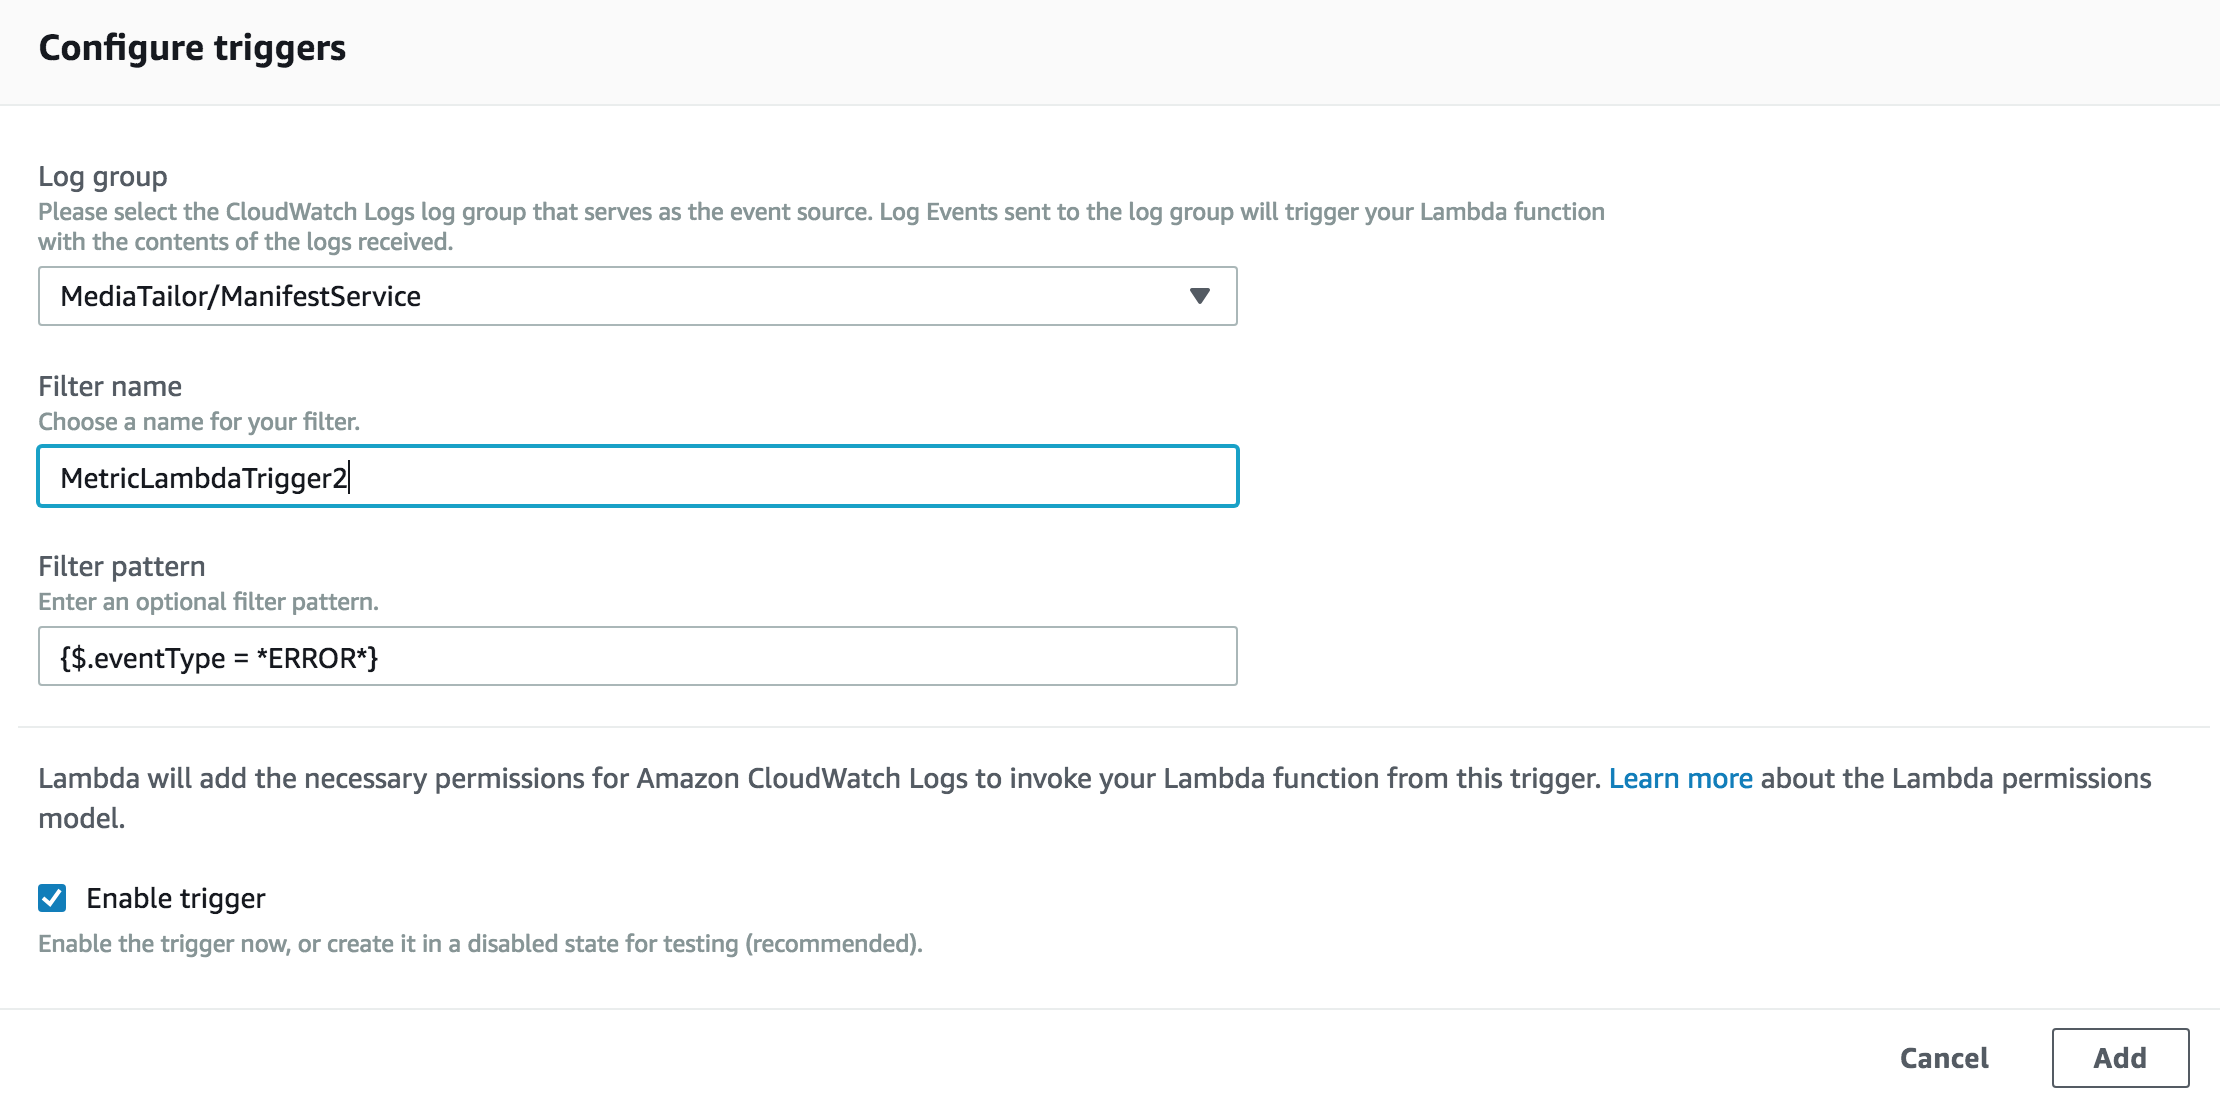 Configure triggers
Log group
Please select the CloudWatch Logs log group that serves as the event source. Log Events sent to the log group will trigger your Lambda function
with the contents of the logs received.
MediaTailor/ManifestService
Filter name
Choose a name for your filter.
MetricLambdaTrigger2
Filter pattern
Enter an optional filter pattern.
{$.eventType = *ERROR*}
Lambda will add the necessary permissions for Amazon CloudWatch Logs to invoke your Lambda function from this trigger. Learn more about the Lambda permissions
model.
Enable trigger
Enable the trigger now, or create it in a disabled state for testing (recommended).
Cancel
Add